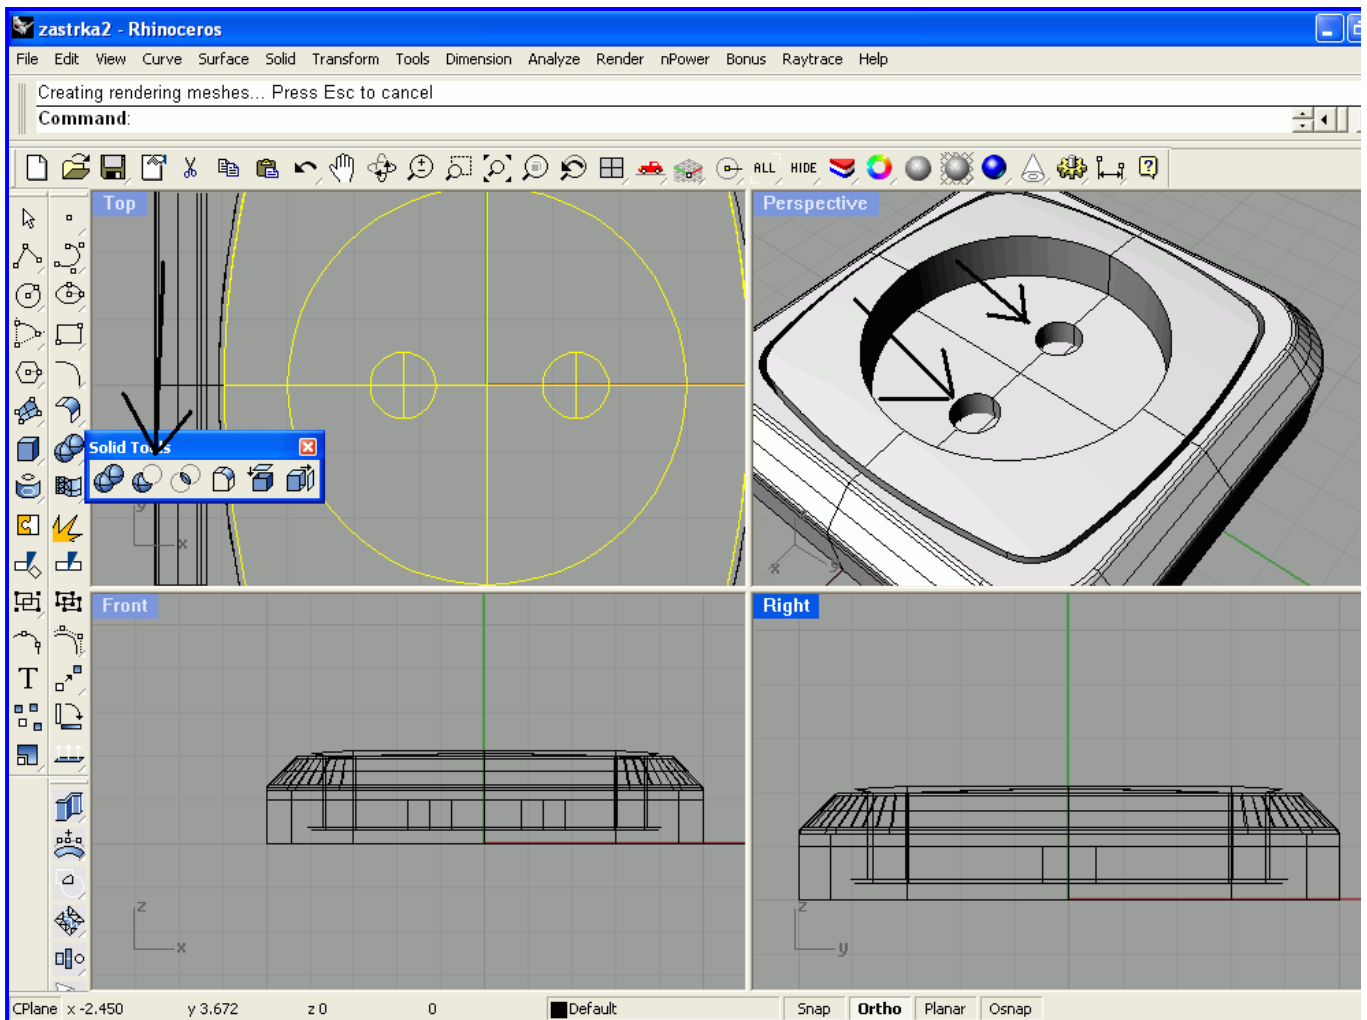 zastrka2 - Rhinoceros
File Edit View Curve Surface Solid Transform Tools Dimension Analyze Render nPower Bonus Raytrace Help
Creating rendering meshes... Press Esc to cancel
Command:
ALL HIDE
Top
Perspective
Solid Tools
y
x
x
y
T
Front
Right
z
x
z
y
CPlane x -2.450 y 3.672 z 0 0 Default Snap Ortho Planar Osnap